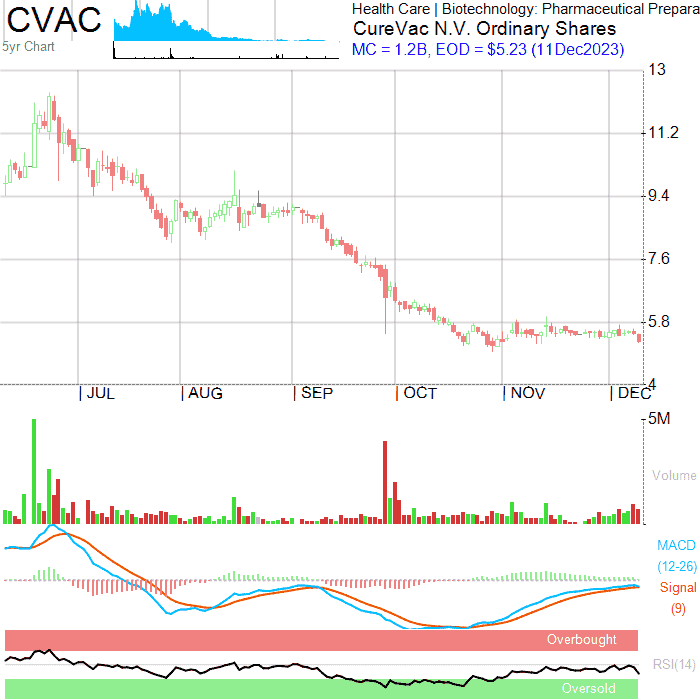 CVAC
Health Care | Biotechnology: Pharmaceutical Prepara
CureVac N.V. Ordinary Shares
5yr Chart
MC = 1.2B, EOD = $5.23 (11Dec2023)
13
11.2
9.4
7.6
5.8
4
| JUL | AUG | SEP | OCT | NOV | DEC
5M
Volume
MACD
(12-26)
Signal
(9)
Overbought
RSI(14)
Oversold